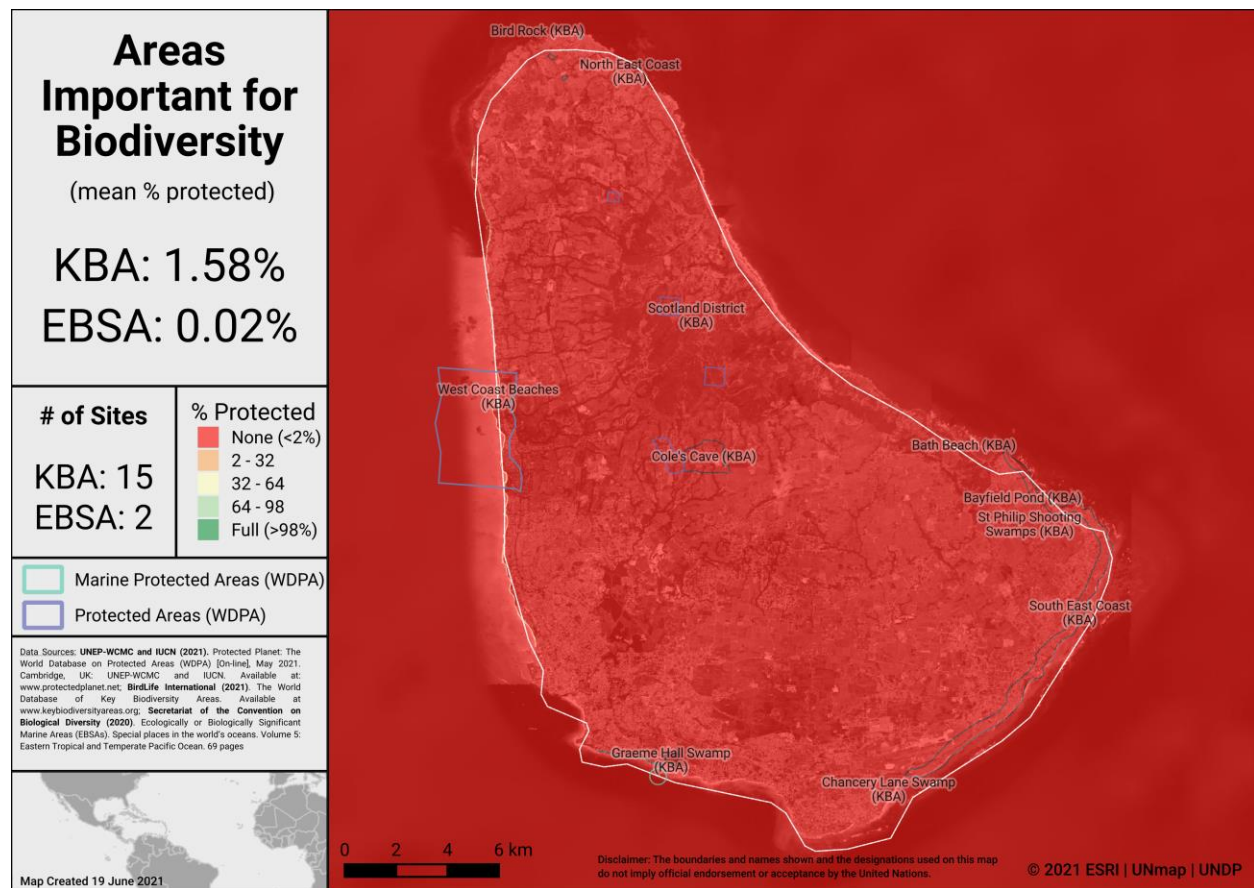 Areas
Important for
Biodiversity
(mean % protected)
KBA: 1.58%
EBSA: 0.02%
# of Sites
KBA: 15
EBSA: 2
% Protected
None (<2%)
2 - 32
32 - 64
64 - 98
Full (>98%)
Marine Protected Areas (WDPA)
Protected Areas (WDPA)
Data Sources: UNEP-WCMC and IUCN (2021). Protected Planet: The
World Database on Protected Areas (WDPA) [On-line], May 2021.
Cambridge, UK: UNEP-WCMC and IUCN. Available at:
www.protectedplanet.net; BirdLife International (2021). The World
Database of Key Biodiversity Areas. Available at
www.keybiodiversityareas.org; Secretariat of the Convention on
Biological Diversity (2020). Ecologically or Biologically Significant
Marine Areas (EBSAs). Special places in the world's oceans. Volume 5:
Eastern Tropical and Temperate Pacific Ocean. 69 pages
Map Created 19 June 2021
Bird Rock (KBA)
North East Coast
(KBA)
Scotland District
(KBA)
West Coast Beaches
(KBA)
Cole's Cave (KBA)
Bath Beach (KBA)
Bayfield Pond (KBA)
St Philip Shooting
Swamps (KBA)
South East Coast
(KBA)
Graeme Hall Swamp
(KBA)
Chancery Lane Swamp
(KBA)
0 2 4 6 km
Disclaimer: The boundaries and names shown and the designations used on this map
do not imply official endorsement or acceptance by the United Nations.
© 2021 ESRI | UNmap | UNDP